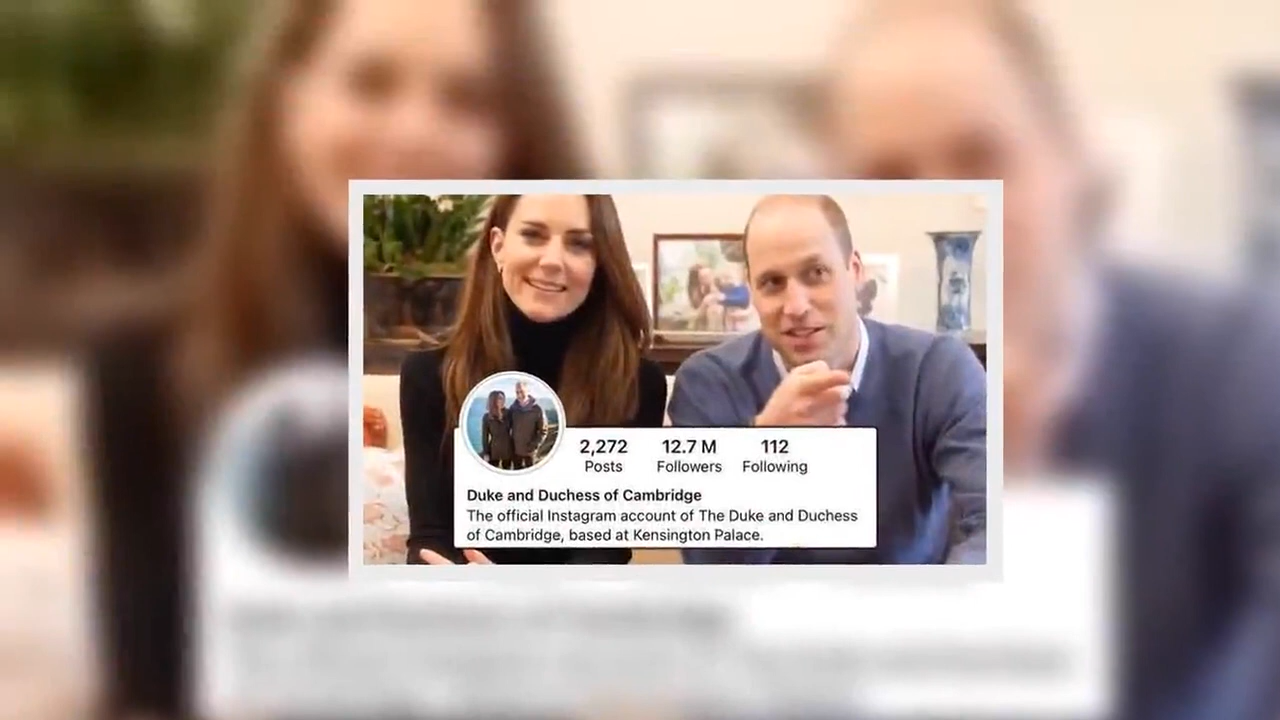 2,272 12.7 M 112
Posts Followers Following
Duke and Duchess of Cambridge
The official Instagram account of The Duke and Duchess
of Cambridge, based at Kensington Palace.